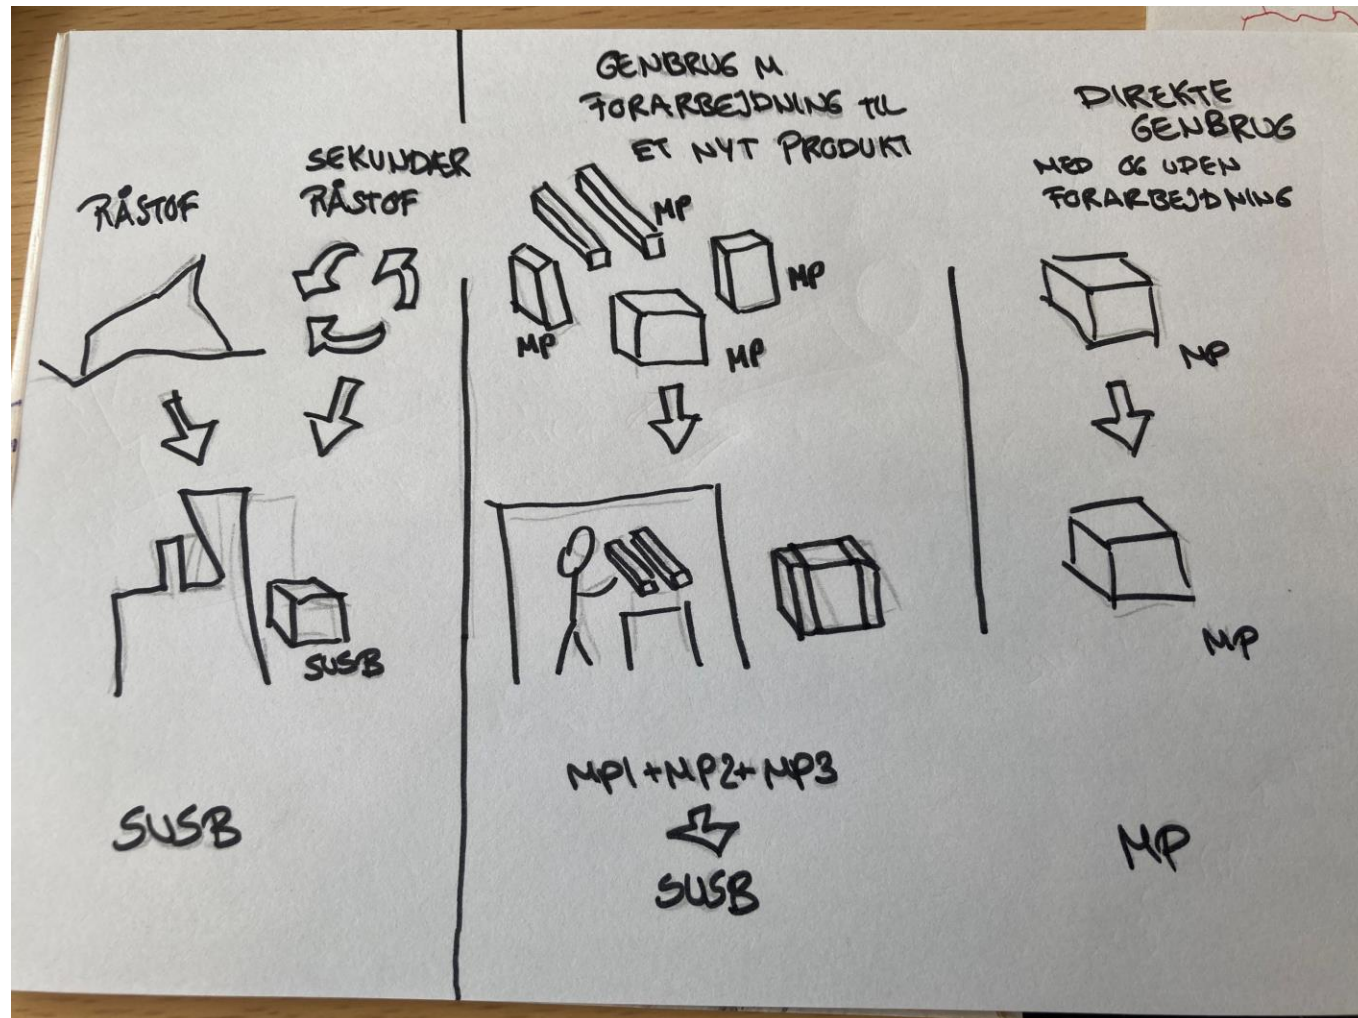 RÅSTOF
SEKUNDÆR
RÅSTOF
SUSB
SUSB
GENBRUG M
FORARBEJDNING TIL
ET NYT PRODUKT
MP
MP
MP
MP
MP1+MP2+MP3
SUSB
DIREKTE
GENBRUG
MED OG UDEN
FORARBEJDNING
MP
MP
MP